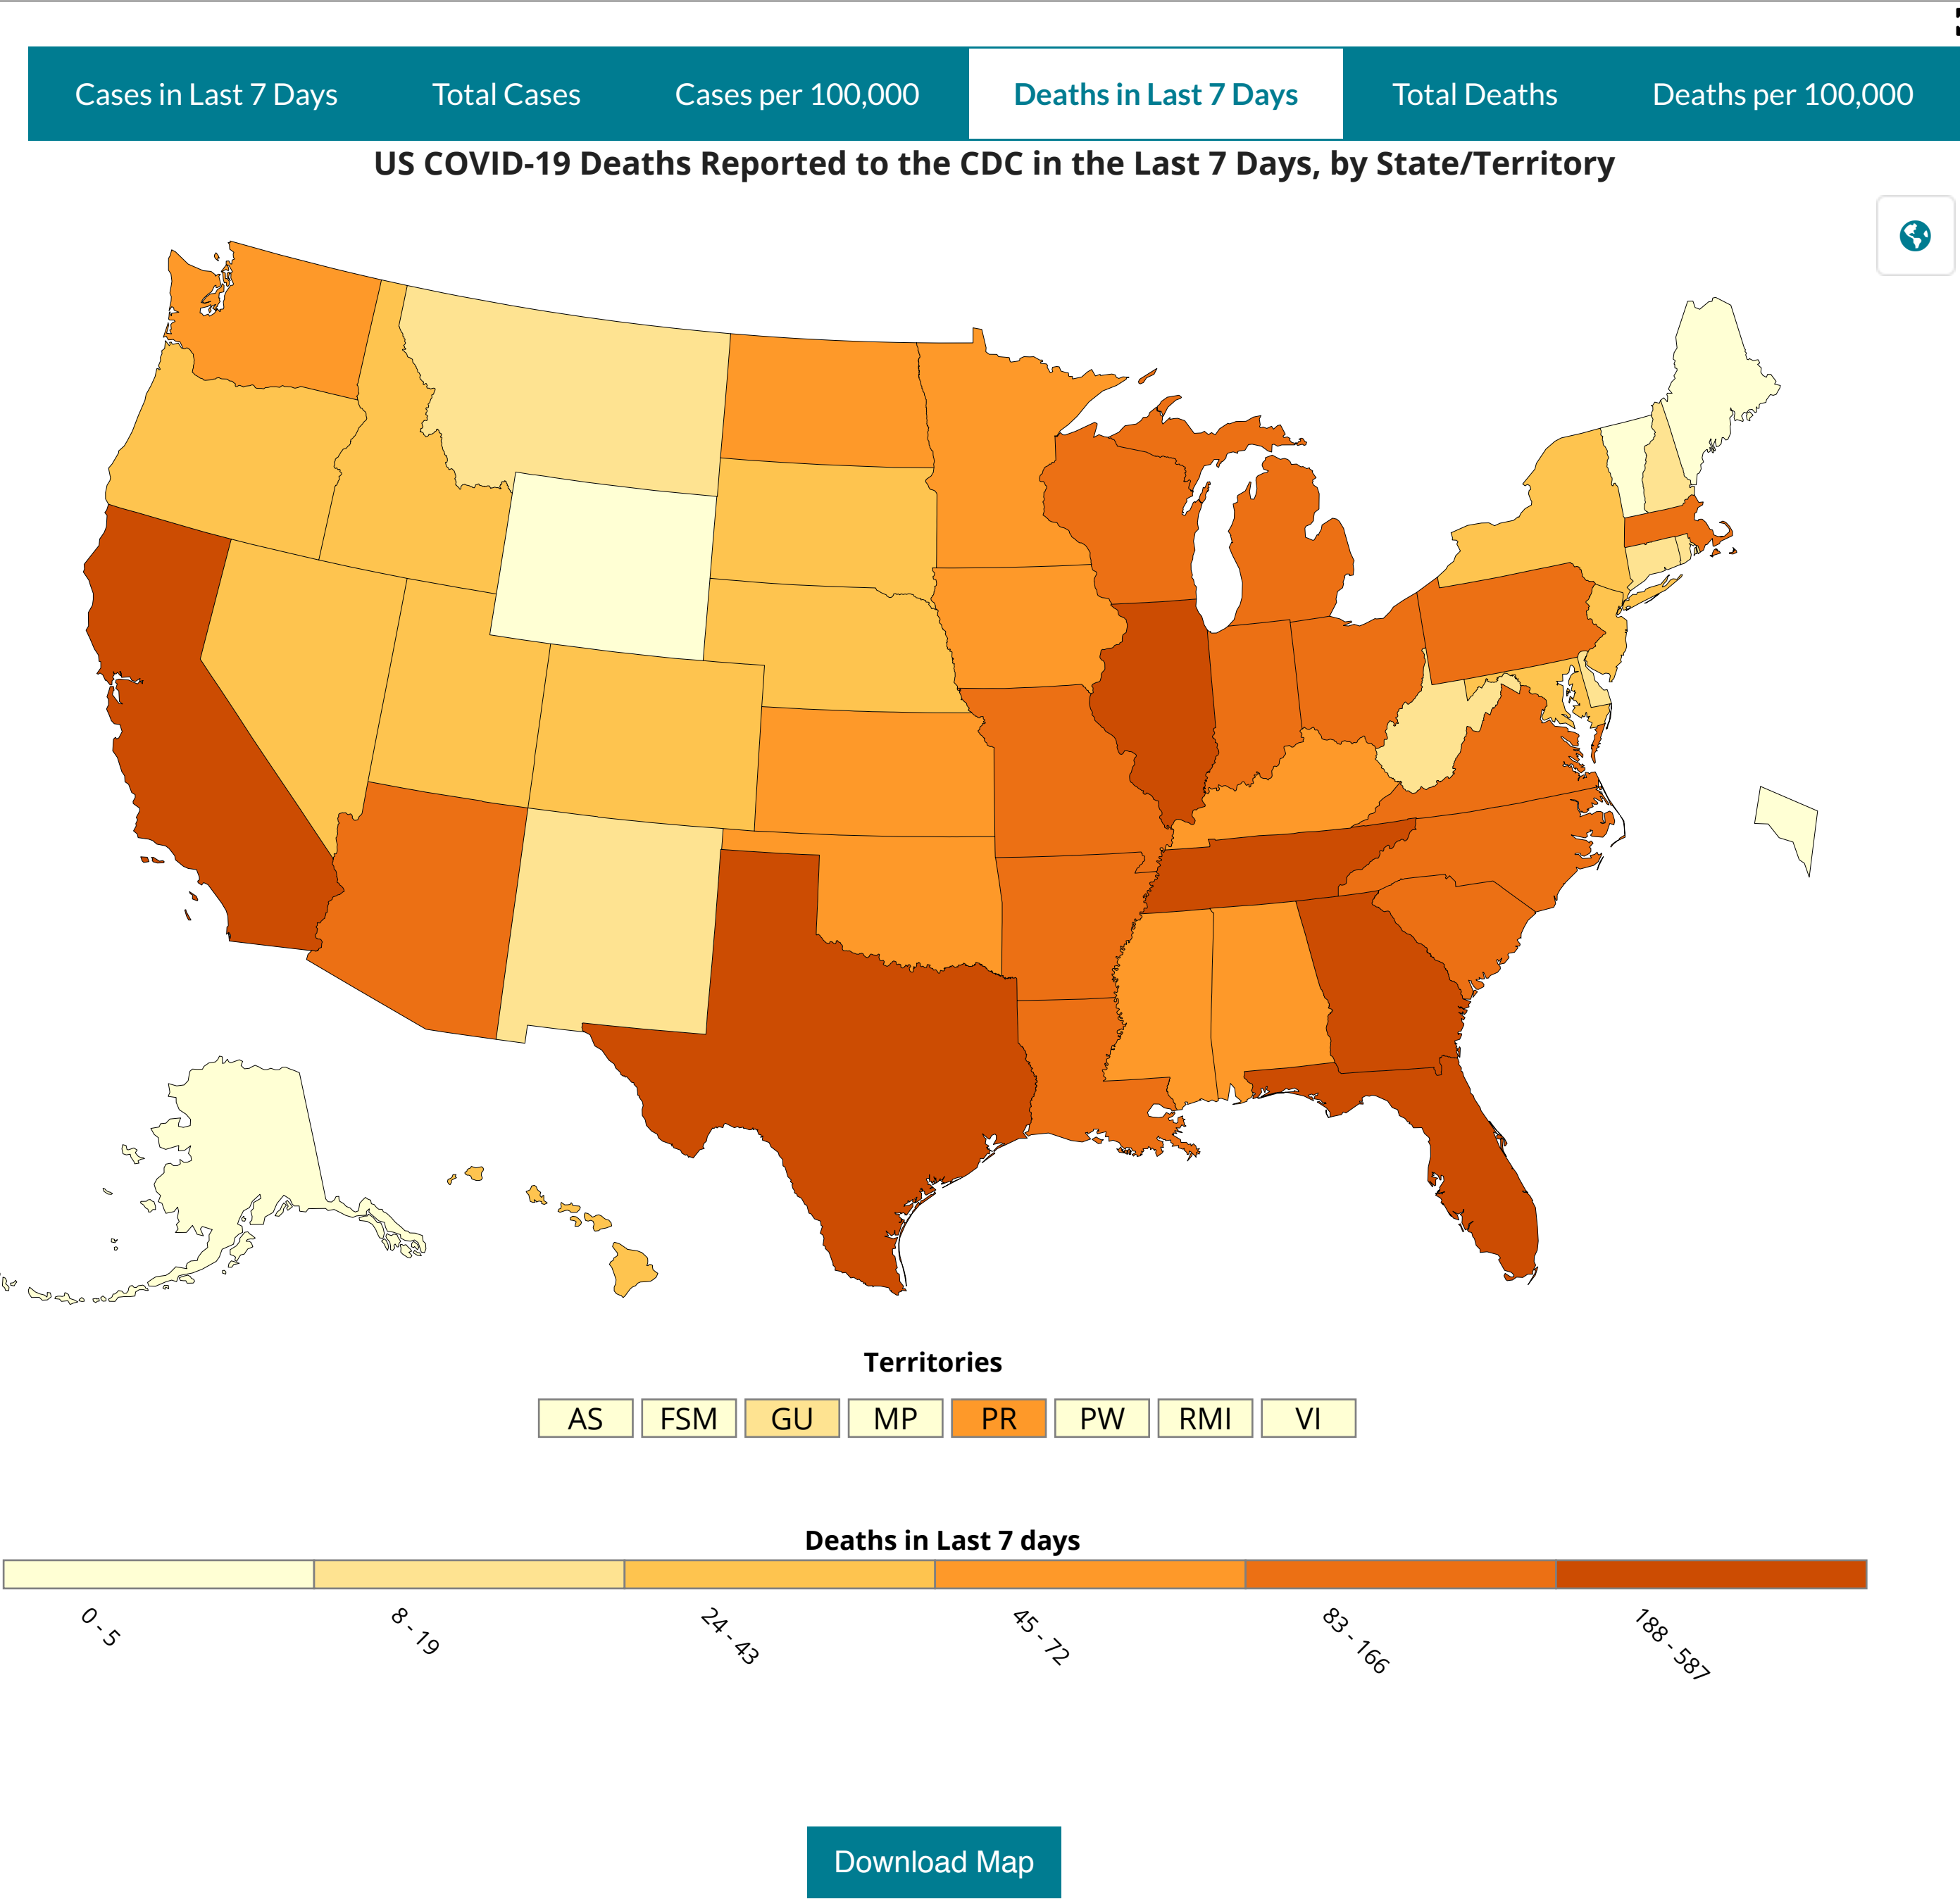 Cases in Last 7 Days Total Cases Cases per 100,000 Deaths in Last 7 Days Total Deaths Deaths per 100,000
US COVID-19 Deaths Reported to the CDC in the Last 7 Days, by State/Territory
Territories
AS FSM GU MP PR PW RMI VI
Deaths in Last 7 days
0 - 5 8 - 19 24 - 43 45 - 72 83 - 166 188 - 587
Download Map